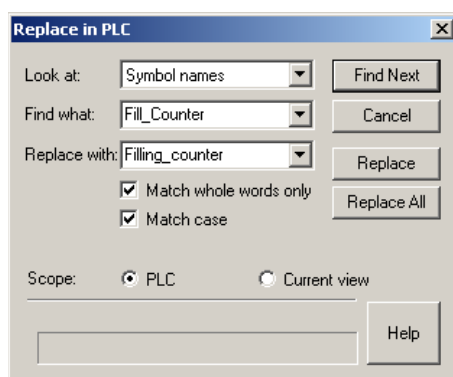 Replace in PLC
Look at: Symbol names Find Next
Find what: Fill_Counter Cancel
Replace with: Filling_counter Replace
Match whole words only
Match case Replace All
Scope: PLC Current view
Help